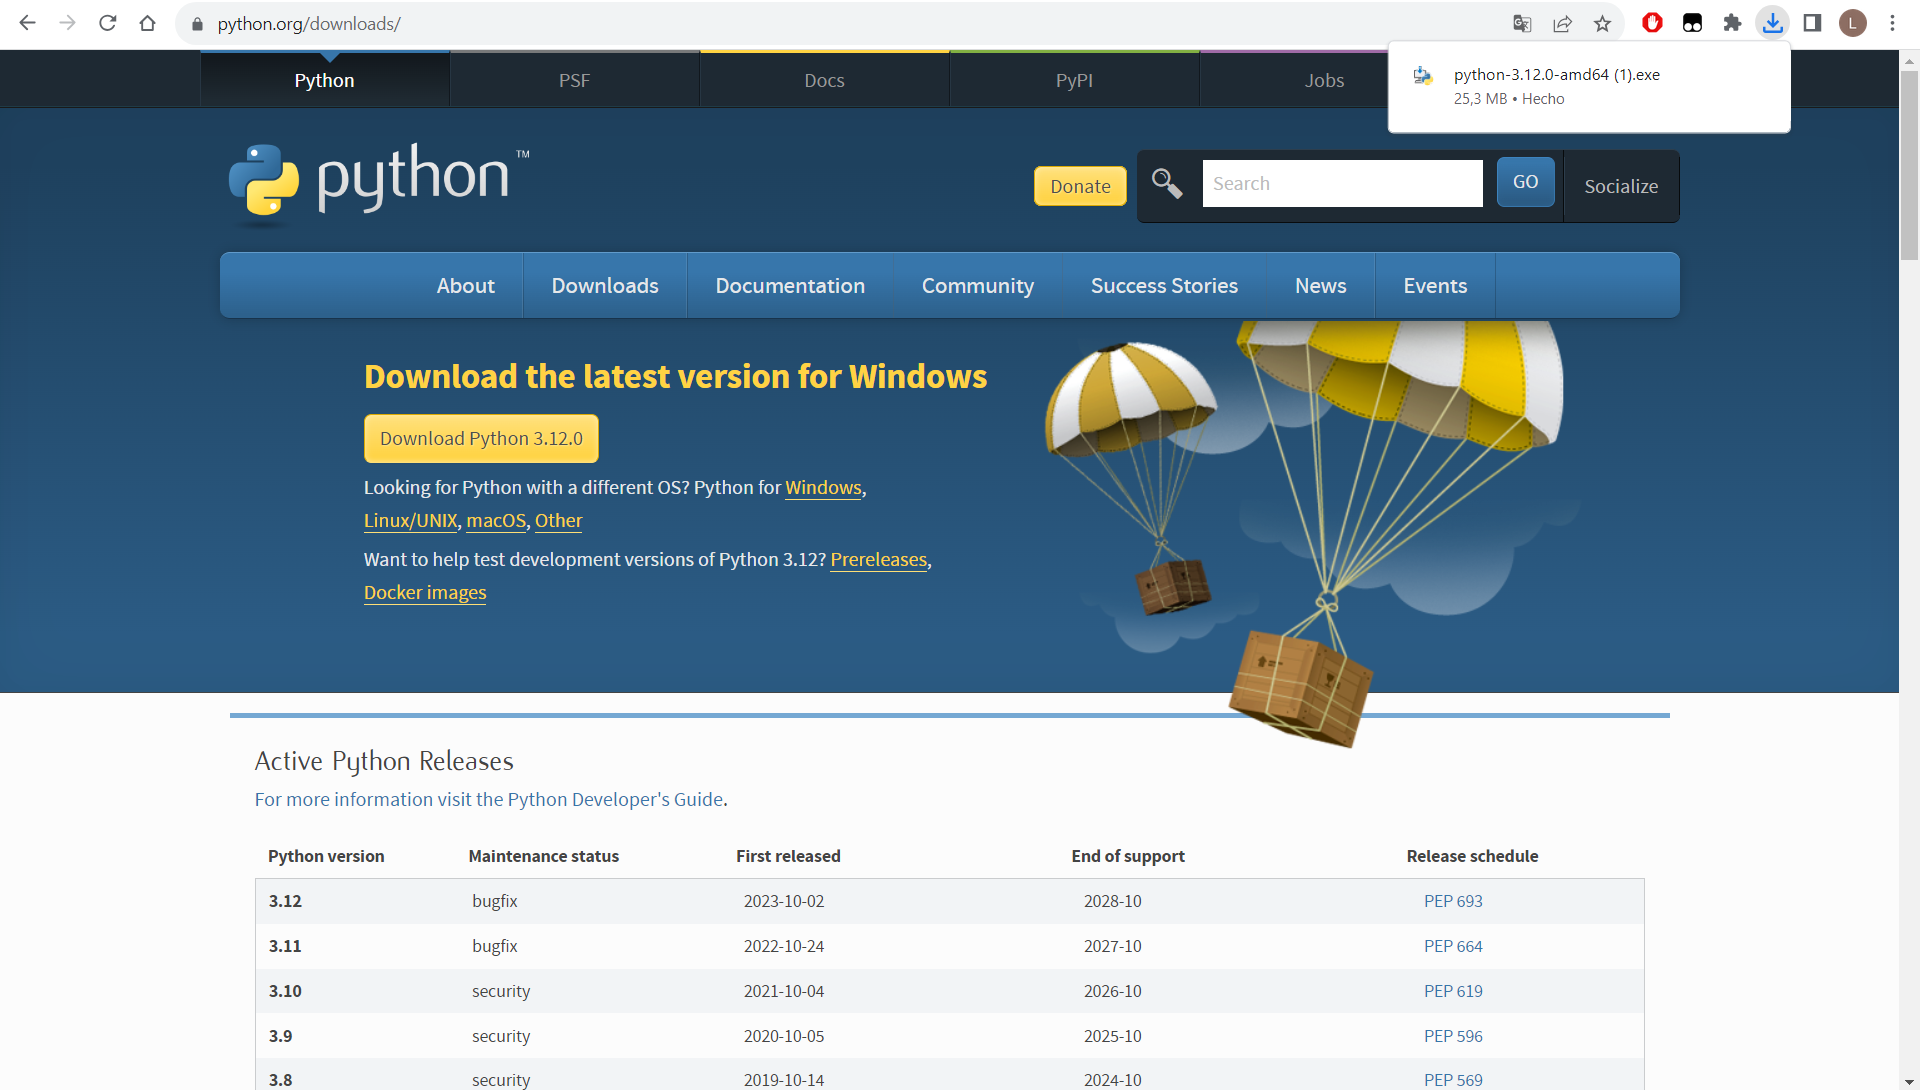 python.org/downloads/
L
python-3.12.0-amd64 (1).exe
25,3 MB • Hecho
Python
PSF
Docs
PyPI
Jobs
python™
Donate
Search
GO
Socialize
About
Downloads
Documentation
Community
Success Stories
News
Events
Download the latest version for Windows
Download Python 3.12.0
Looking for Python with a different OS? Python for Windows,
Linux/UNIX, macOS, Other
Want to help test development versions of Python 3.12? Prereleases,
Docker images
Active Python Releases
For more information visit the Python Developer's Guide.
Python version Maintenance status First released End of support Release schedule
3.12 bugfix 2023-10-02 2028-10 PEP 693
3.11 bugfix 2022-10-24 2027-10 PEP 664
3.10 security 2021-10-04 2026-10 PEP 619
3.9 security 2020-10-05 2025-10 PEP 596
3.8 security 2019-10-14 2024-10 PEP 569